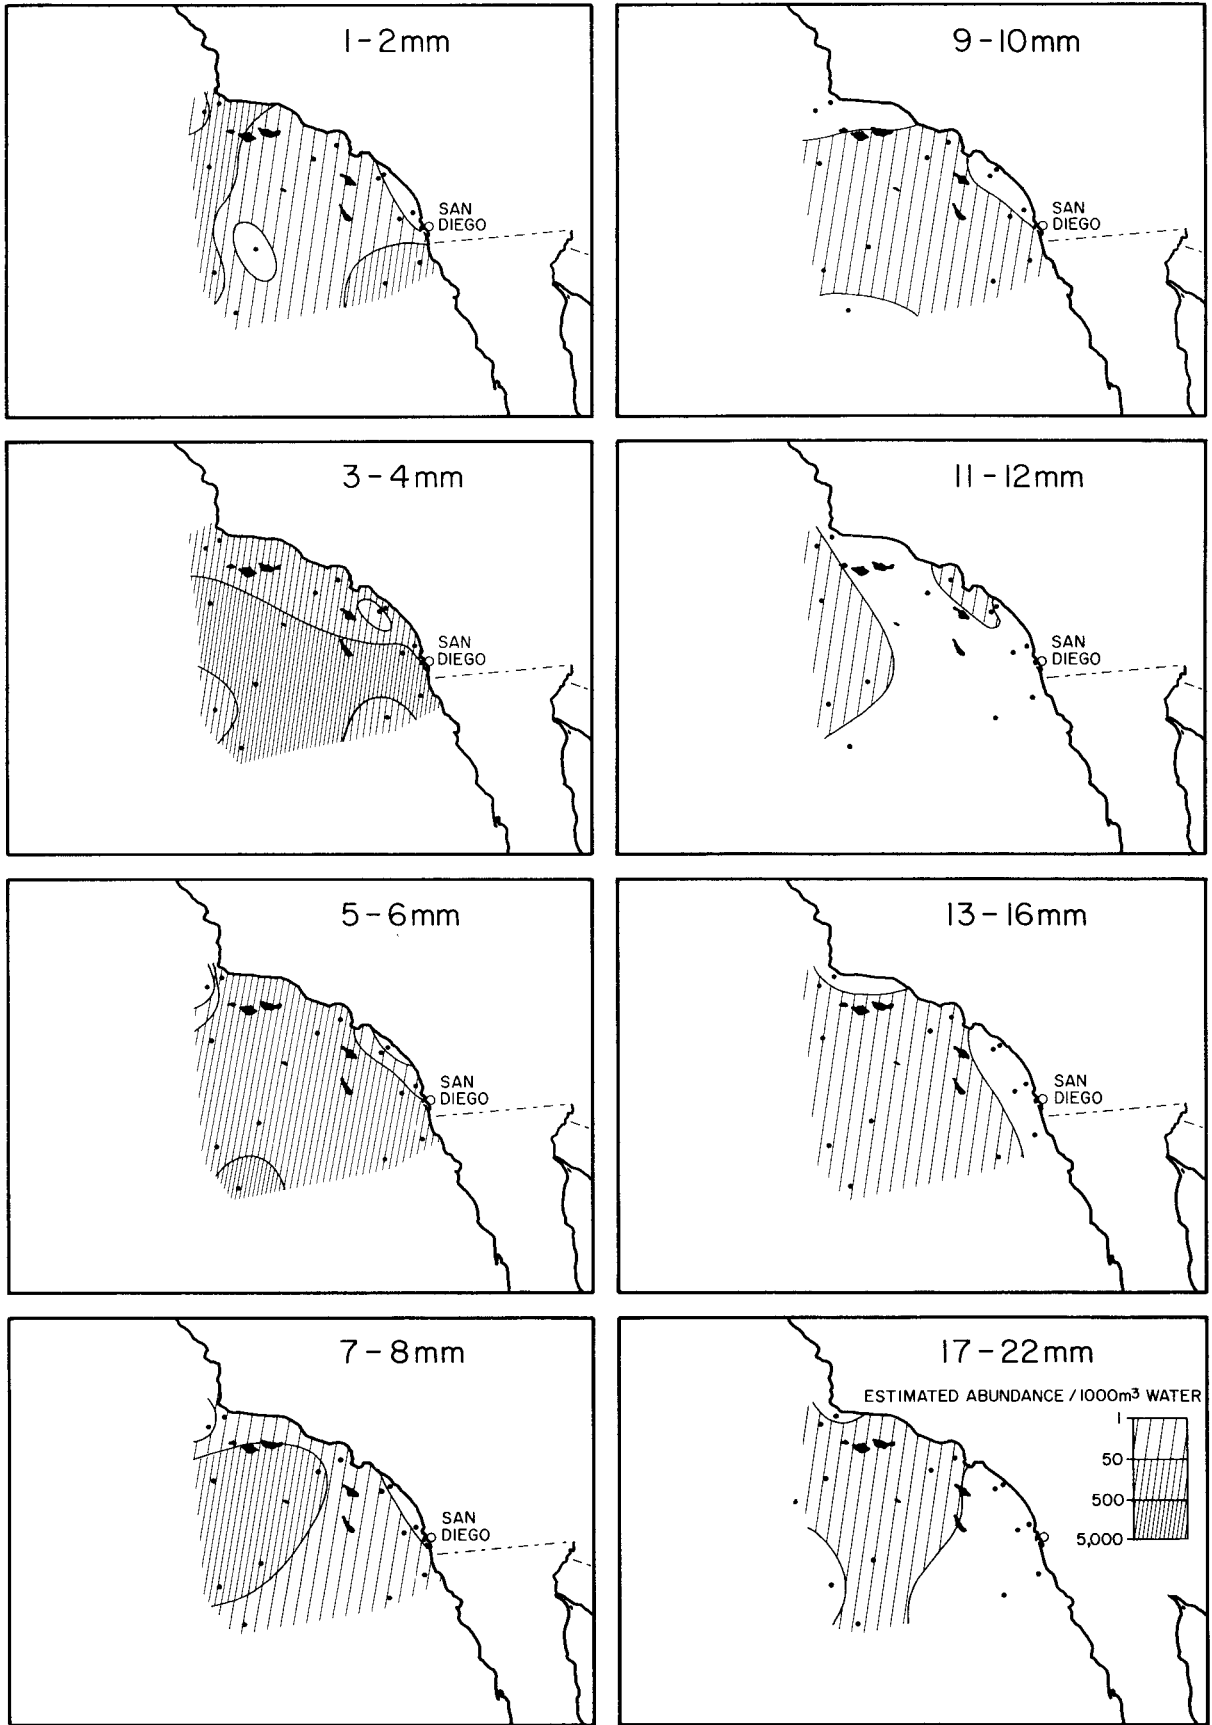 1-2mm
SAN
DIEGO
9-10mm
SAN
DIEGO
3-4mm
SAN
DIEGO
11-12mm
SAN
DIEGO
5-6mm
SAN
DIEGO
13-16mm
SAN
DIEGO
7-8mm
SAN
DIEGO
17-22mm
ESTIMATED ABUNDANCE / 1000m³ WATER
1
50
500
5,000